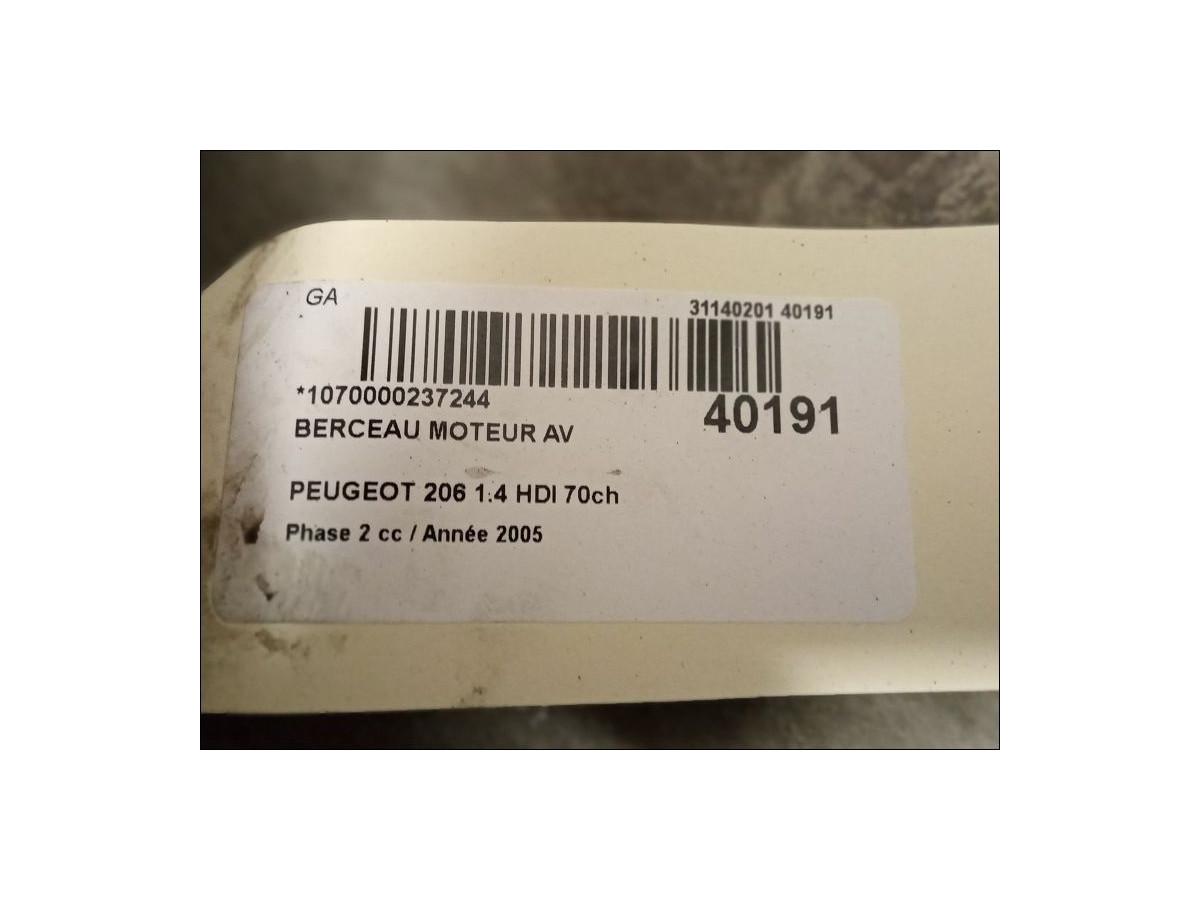 GA
31140201 40191
*1070000237244
40191
BERCEAU MOTEUR AV
PEUGEOT 206 1.4 HDI 70ch
Phase 2 cc / Année 2005